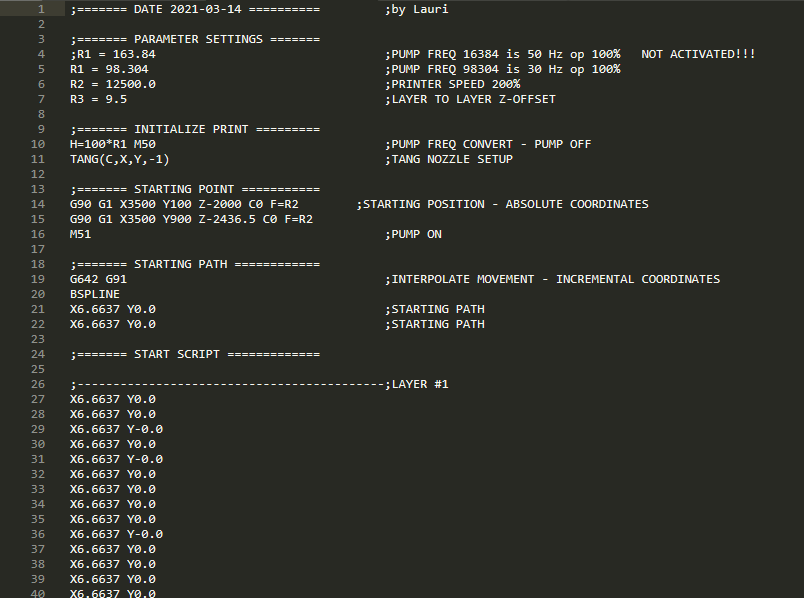 1 ;======= DATE 2021-03-14 ========== ;by Lauri
2
3 ;======= PARAMETER SETTINGS =======
4 ;R1 = 163.84 ;PUMP FREQ 16384 is 50 Hz op 100% NOT ACTIVATED!!!
5 R1 = 98.304 ;PUMP FREQ 98304 is 30 Hz op 100%
6 R2 = 12500.0 ;PRINTER SPEED 200%
7 R3 = 9.5 ;LAYER TO LAYER Z-OFFSET
8
9 ;======= INITIALIZE PRINT =========
10 H=100*R1 M50 ;PUMP FREQ CONVERT - PUMP OFF
11 TANG(C,X,Y,-1) ;TANG NOZZLE SETUP
12
13 ;======= STARTING POINT ===========
14 G90 G1 X3500 Y100 Z-2000 C0 F=R2 ;STARTING POSITION - ABSOLUTE COORDINATES
15 G90 G1 X3500 Y900 Z-2436.5 C0 F=R2
16 M51 ;PUMP ON
17
18 ;======= STARTING PATH ============
19 G642 G91 ;INTERPOLATE MOVEMENT - INCREMENTAL COORDINATES
20 BSPLINE
21 X6.6637 Y0.0 ;STARTING PATH
22 X6.6637 Y0.0 ;STARTING PATH
23
24 ;======= START SCRIPT =============
25
26 ;-------------------------------------------;LAYER #1
27 X6.6637 Y0.0
28 X6.6637 Y0.0
29 X6.6637 Y-0.0
30 X6.6637 Y0.0
31 X6.6637 Y-0.0
32 X6.6637 Y0.0
33 X6.6637 Y0.0
34 X6.6637 Y0.0
35 X6.6637 Y0.0
36 X6.6637 Y-0.0
37 X6.6637 Y0.0
38 X6.6637 Y0.0
39 X6.6637 Y0.0
40 X6.6637 Y0.0